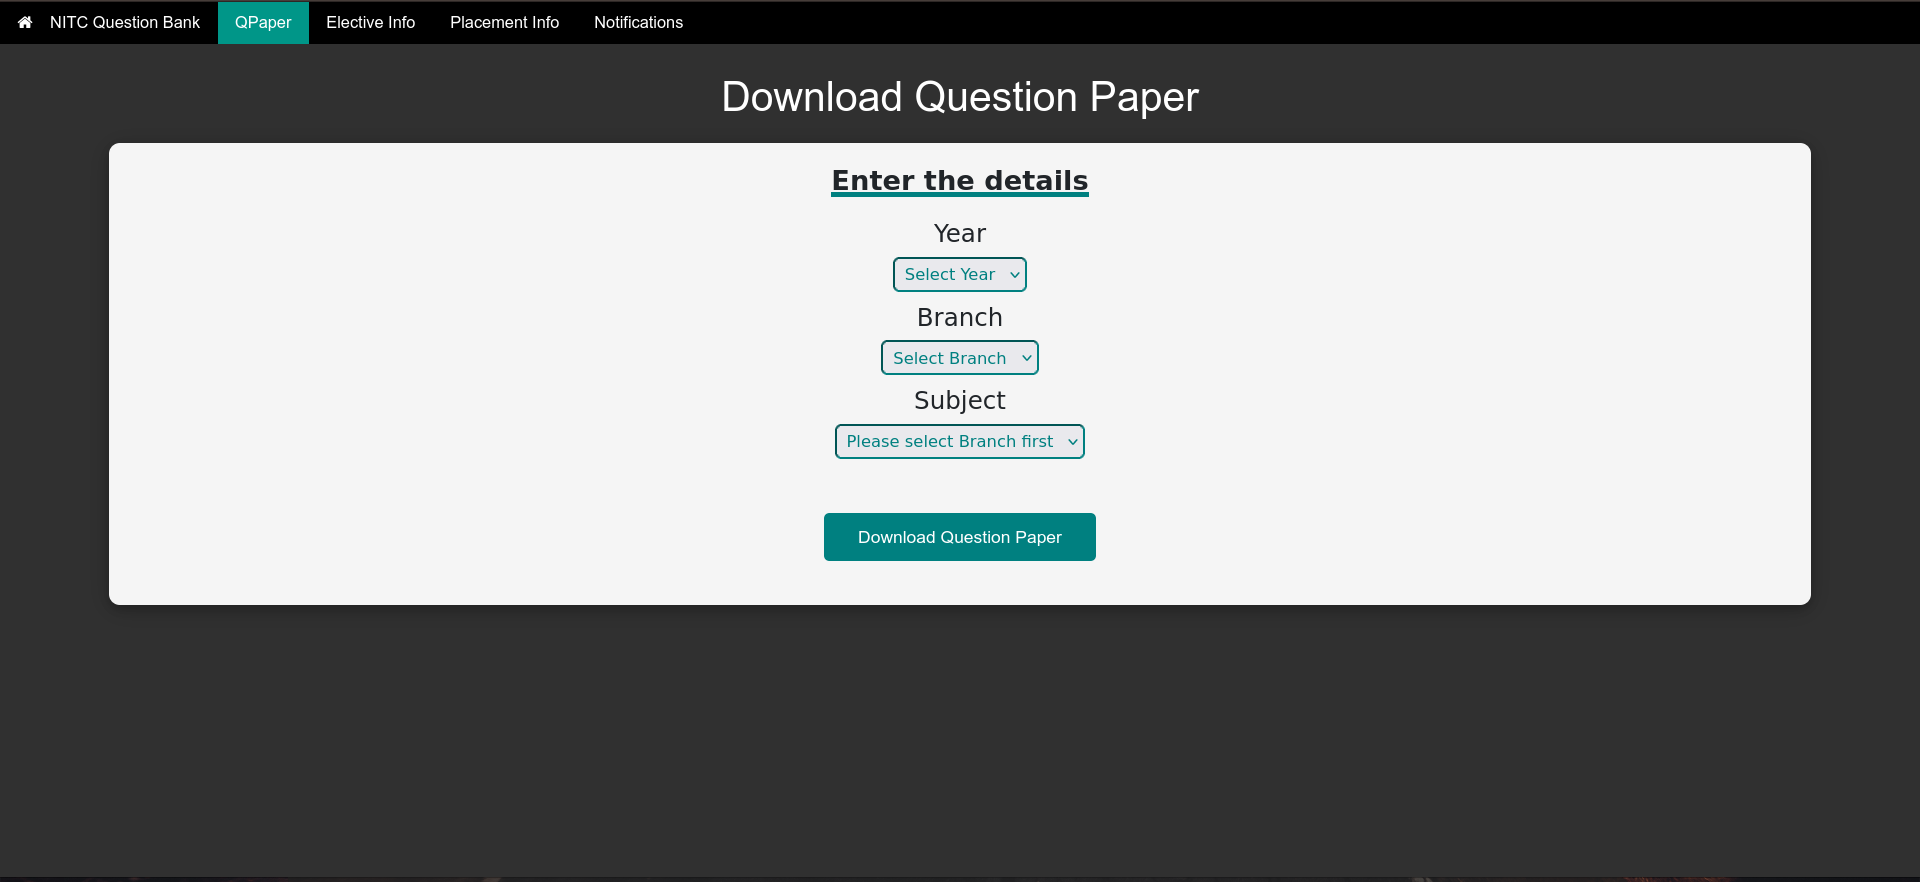 NITC Question Bank QPaper Elective Info Placement Info Notifications
Download Question Paper
Enter the details
Year
Select Year
Branch
Select Branch
Subject
Please select Branch first
Download Question Paper